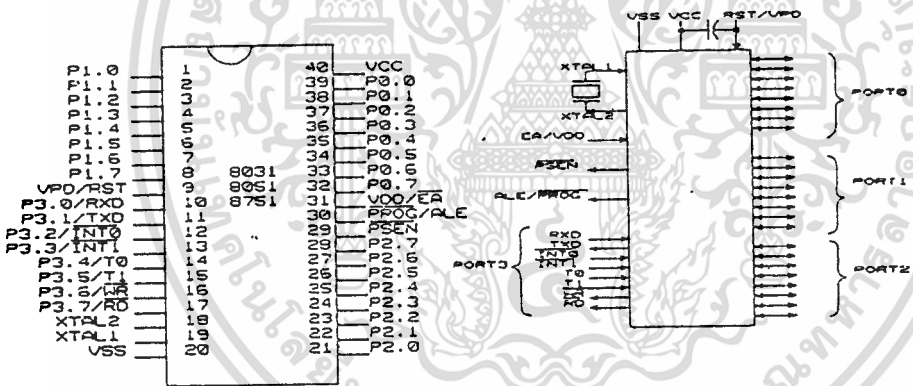 P1.0 1 40 VCC
P1.1 2 39 P0.0
P1.2 3 38 P0.1
P1.3 4 37 P0.2
P1.4 5 36 P0.3
P1.5 6 35 P0.4
P1.6 7 34 P0.5
P1.7 8 8031 33 P0.6
VPD/RST 9 8051 32 P0.7
P3.0/RXD 10 8751 31 VDD/EA
P3.1/TXD 11 30 PROG/ALE
P3.2/INT0 12 29 PSEN
P3.3/INT1 13 28 P2.7
P3.4/T0 14 27 P2.6
P3.5/T1 15 26 P2.5
P3.6/WR 16 25 P2.4
P3.7/RD 17 24 P2.3
XTAL2 18 23 P2.2
XTAL1 19 22 P2.1
VSS 20 21 P2.0
VSS VCC RST/VPD
XTAL1
XTAL2
EA/VDD
PSEN
ALE/PROG
PORT3
RXD
TXD
INT0
INT1
T0
T1
WR
RD
PORT0
PORT1
PORT2